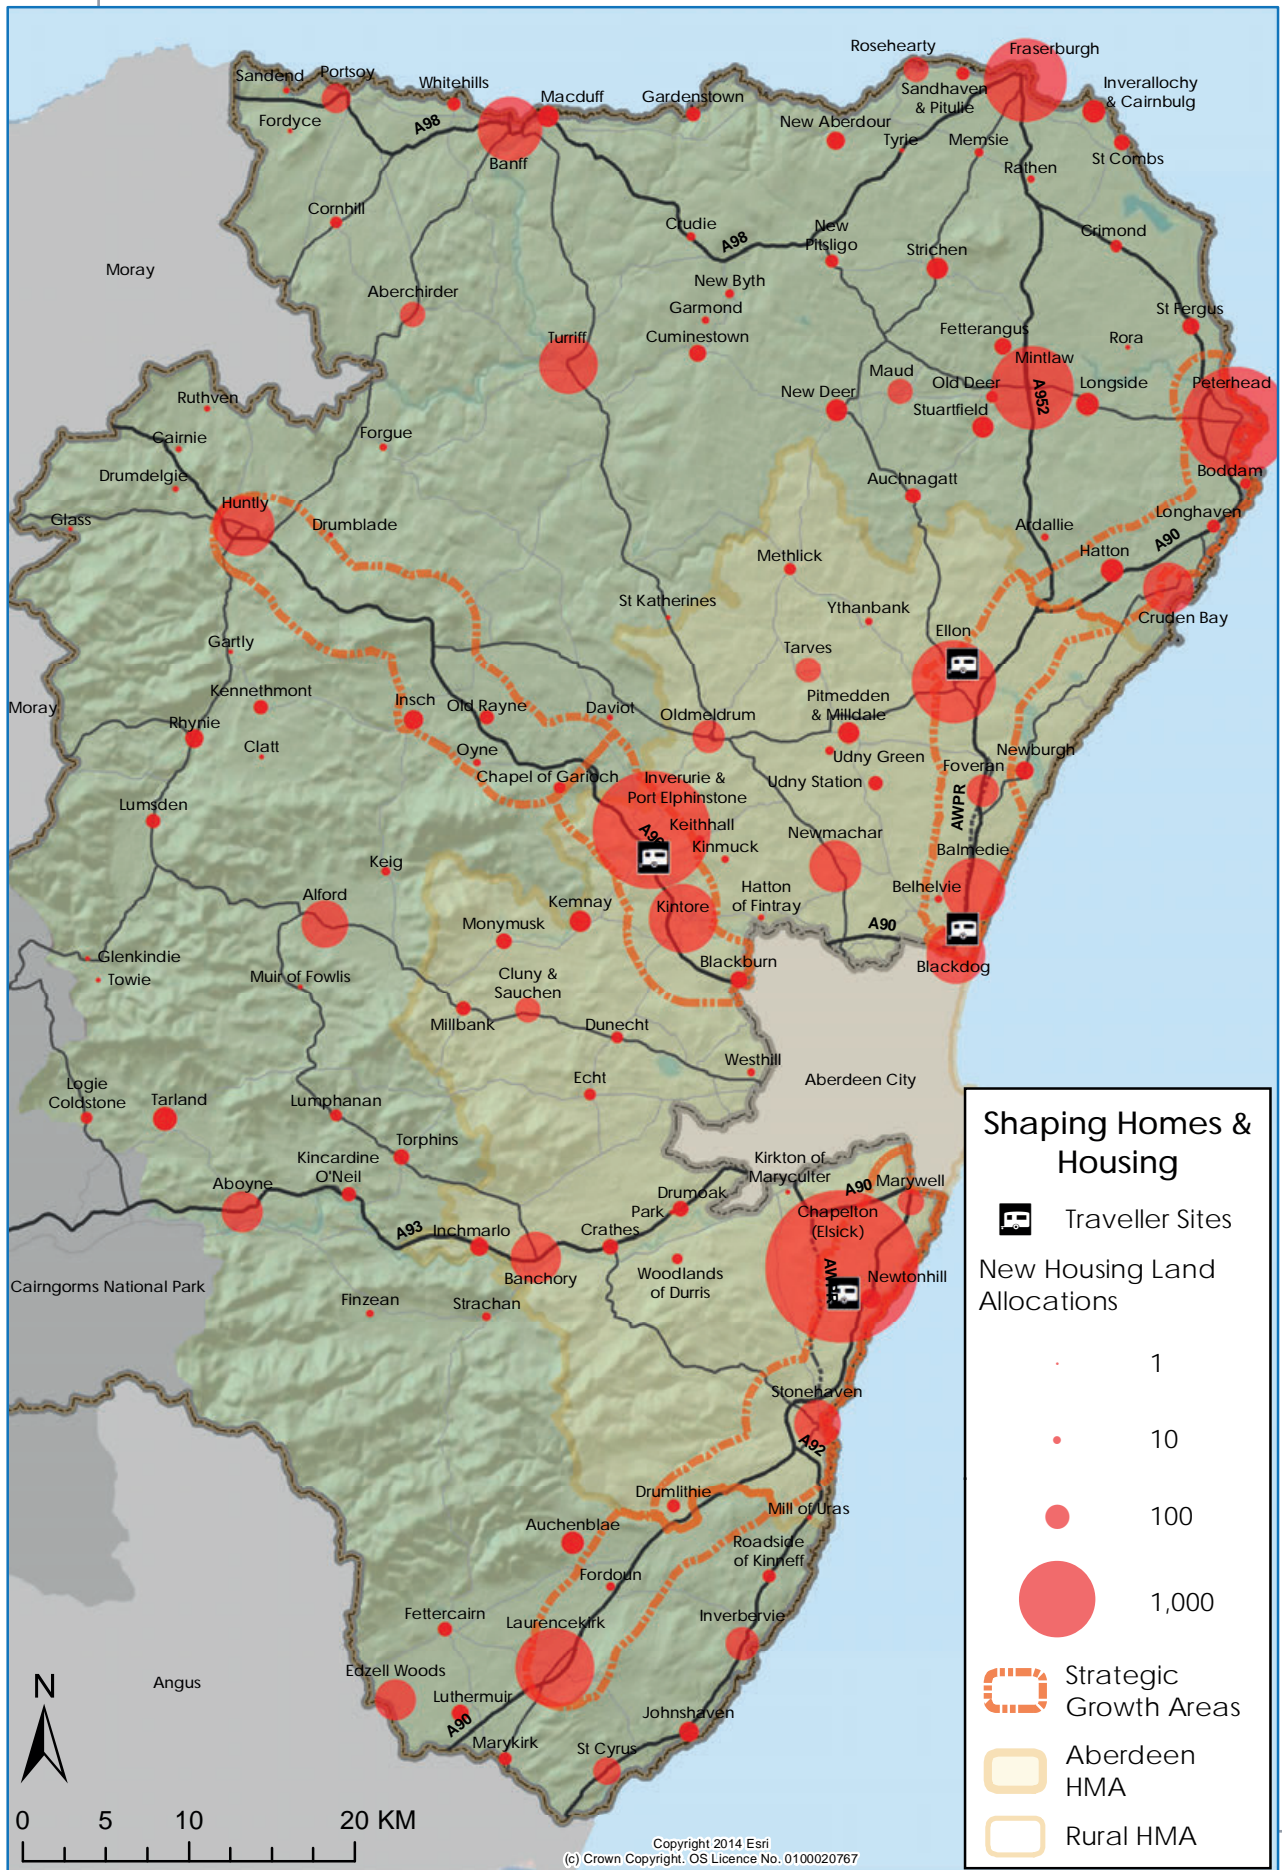 Rosehearty
Fraserburgh
Sandend
Portsoy
Whitehills
Macduff
Gardenstown
Sandhaven
& Pitulie
Inverallochy
& Cairnbulg
Fordyce
A98
New Aberdour
Tyrie
Memsie
St Combs
Banff
Rathen
Cornhill
Crudie
A98
New
Pitsligo
Strichen
Crimond
Moray
Aberchirder
New Byth
Garmond
Cuminestown
St Fergus
Turriff
Fetterangus
Rora
Mintlaw
Maud
Old Deer
A952
Longside
Peterhead
New Deer
Stuartfield
Ruthven
Cairnie
Forgue
Drumdelgie
Auchnagatt
Boddam
Huntly
Glass
Drumblade
Ardallie
Longhaven
A90
Methlick
Hatton
St Katherines
Ythanbank
Cruden Bay
Gartly
Tarves
Ellon
Kennethmont
Moray
Rhynie
Insch
Old Rayne
Daviot
Oldmeldrum
Pitmedden
& Milldale
Clatt
Oyne
Udny Green
Newburgh
Foveran
Chapel of Garioch
Inverurie &
Port Elphinstone
Udny Station
Lumsden
AWPR
Keithhall
A96
Kinmuck
Newmachar
Balmedie
Keig
Alford
Hatton
of Fintray
Belhelvie
Kemnay
Kintore
Monymusk
A90
Glenkindie
Towie
Muir of Fowlis
Cluny &
Sauchen
Blackburn
Blackdog
Millbank
Dunecht
Westhill
Echt
Aberdeen City
Logie
Coldstone
Tarland
Lumphanan
Torphins
Kincardine
O'Neil
Kirkton of
Maryculter
A90
Marywell
Aboyne
Drumoak
Park
Chapelton
(Elsick)
A93
Inchmarlo
Crathes
Banchory
Woodlands
of Durris
AWPR
Newtonhill
Cairngorms National Park
Finzean
Strachan
Stonehaven
A92
Drumlithie
Mill of Uras
Auchenblae
Roadside
of Kinneff
Fordoun
Fettercairn
Laurencekirk
Inverbervie
Edzell Woods
Angus
Luthermuir
A90
Johnshaven
Marykirk
St Cyrus
N
0 5 10 20 KM
Copyright 2014 Esri
(c) Crown Copyright. OS Licence No. 0100020767
Shaping Homes &
Housing
Traveller Sites
New Housing Land
Allocations
1
10
100
1,000
Strategic
Growth Areas
Aberdeen
HMA
Rural HMA